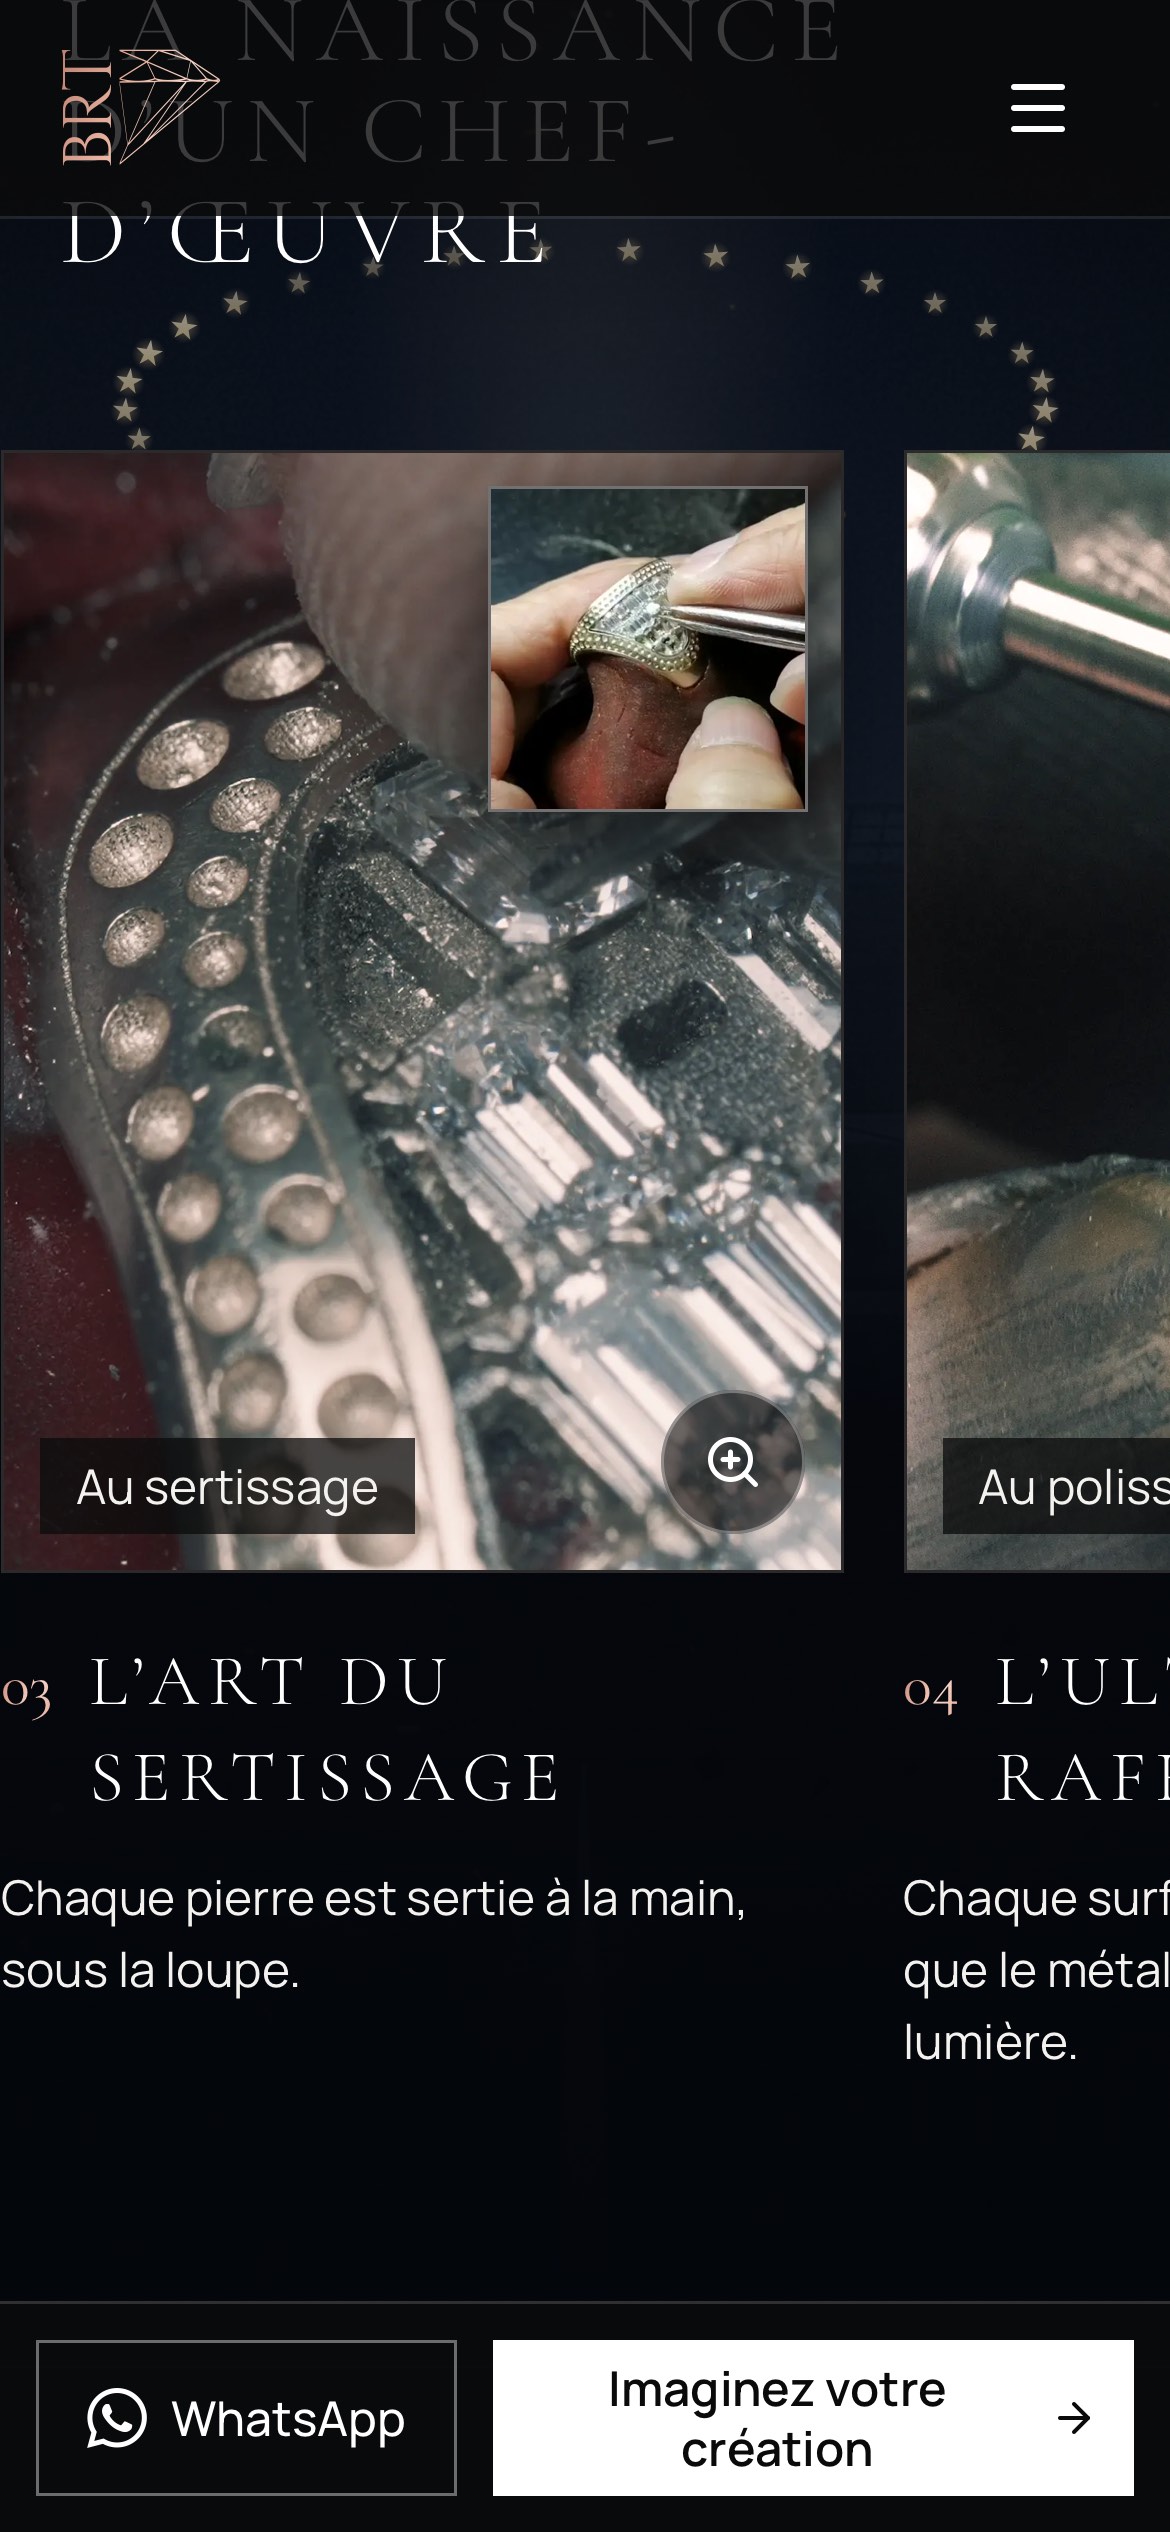 LA NAISSANCE
D’UN CHEF-
D’ŒUVRE
BRT
Au sertissage
Au poliss
03 L’ART DU
SERTISSAGE
Chaque pierre est sertie à la main,
sous la loupe.
04 L’UL
RAF
Chaque surf
que le métal
lumière.
WhatsApp
Imaginez votre
création